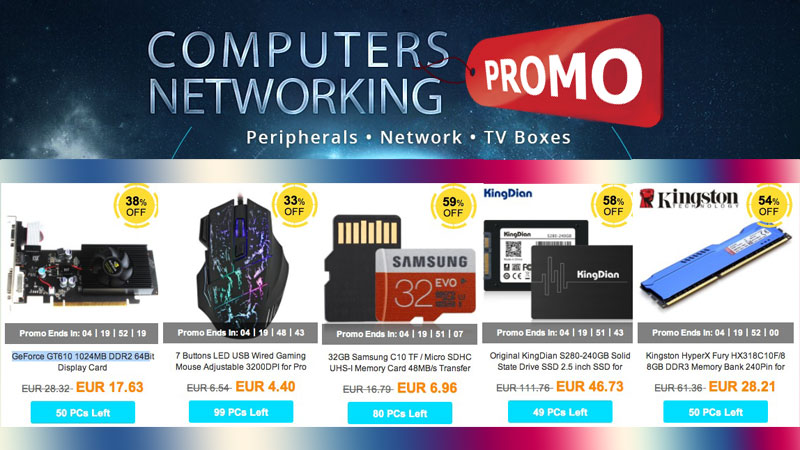 COMPUTERS
NETWORKING
PROMO
Peripherals • Network • TV Boxes
38%
OFF
Promo Ends In: 04 | 19 | 52 | 19
GeForce GT610 1024MB DDR2 64Bit
Display Card
EUR 28.32 EUR 17.63
50 PCs Left
33%
OFF
Promo Ends In: 04 | 19 | 48 | 43
7 Buttons LED USB Wired Gaming
Mouse Adjustable 3200DPI for Pro
EUR 6.54 EUR 4.40
99 PCs Left
59%
OFF
SAMSUNG
32 EVO
Promo Ends In: 04 | 19 | 51 | 07
32GB Samsung C10 TF / Micro SDHC
UHS-I Memory Card 48MB/s Transfer
EUR 16.79 EUR 6.96
80 PCs Left
KingDian
58%
OFF
KingDian
S280-240GB
KingDian
Promo Ends In: 04 | 19 | 51 | 43
Original KingDian S280-240GB Solid
State Drive SSD 2.5 inch SSD for
EUR 111.76 EUR 46.73
49 PCs Left
Kingston
TECHNOLOGY
54%
OFF
Promo Ends In: 04 | 19 | 52 | 00
Kingston HyperX Fury HX318C10F/8
8GB DDR3 Memory Bank 240Pin for
EUR 61.36 EUR 28.21
50 PCs Left